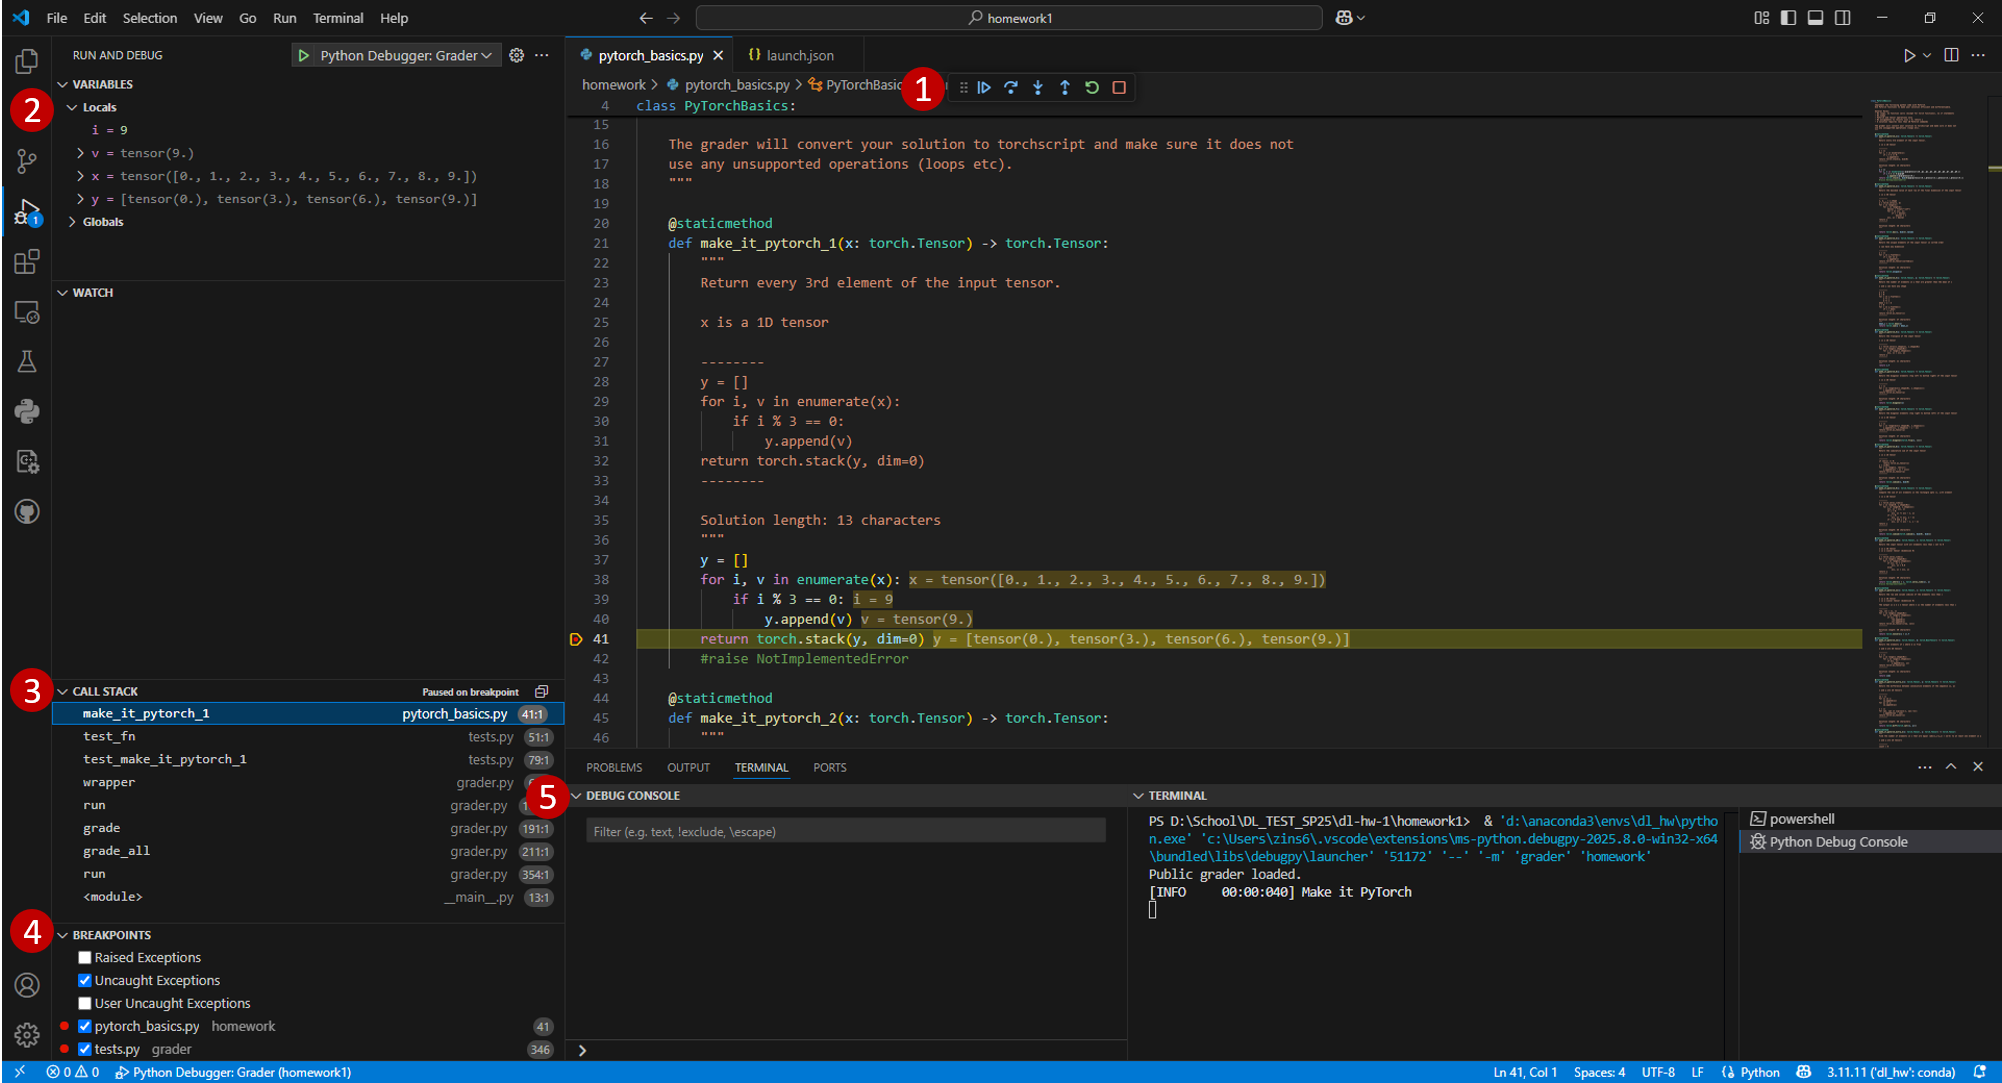 File Edit Selection View Go Run Terminal Help
homework1
RUN AND DEBUG
Python Debugger: Grader
pytorch_basics.py
{} launch.json
homework > pytorch_basics.py > PyTorchBasic
1
2
VARIABLES
Locals
i = 9
v = tensor(9.)
x = tensor([0., 1., 2., 3., 4., 5., 6., 7., 8., 9.])
y = [tensor(0.), tensor(3.), tensor(6.), tensor(9.)]
Globals
1
WATCH
3
CALL STACK Paused on breakpoint
make_it_pytorch_1 pytorch_basics.py 41:1
test_fn tests.py 51:1
test_make_it_pytorch_1 tests.py 79:1
wrapper grader.py
run grader.py
grade grader.py 191:1
grade_all grader.py 211:1
run grader.py 354:1
<module> __main__.py 13:1
4
BREAKPOINTS
Raised Exceptions
Uncaught Exceptions
User Uncaught Exceptions
pytorch_basics.py homework 41
tests.py grader 346
4 class PyTorchBasics:
15
16 The grader will convert your solution to torchscript and make sure it does not
17 use any unsupported operations (loops etc).
18 """
19
20 @staticmethod
21 def make_it_pytorch_1(x: torch.Tensor) -> torch.Tensor:
22 """
23 Return every 3rd element of the input tensor.
24
25 x is a 1D tensor
26
27 --------
28 y = []
29 for i, v in enumerate(x):
30 if i % 3 == 0:
31 y.append(v)
32 return torch.stack(y, dim=0)
33 --------
34
35 Solution length: 13 characters
36 """
37 y = []
38 for i, v in enumerate(x): x = tensor([0., 1., 2., 3., 4., 5., 6., 7., 8., 9.])
39 if i % 3 == 0: i = 9
40 y.append(v) v = tensor(9.)
41 return torch.stack(y, dim=0) y = [tensor(0.), tensor(3.), tensor(6.), tensor(9.)]
42 #raise NotImplementedError
43
44 @staticmethod
45 def make_it_pytorch_2(x: torch.Tensor) -> torch.Tensor:
46 """
PROBLEMS OUTPUT TERMINAL PORTS
5
DEBUG CONSOLE
Filter (e.g. text, !exclude, \escape)
TERMINAL
PS D:\School\DL_TEST_SP25\dl-hw-1\homework1> & 'd:\anaconda3\envs\dl_hw\pytho
n.exe' 'c:\Users\zins6\.vscode\extensions\ms-python.debugpy-2025.8.0-win32-x64
\bundled\libs\debugpy\launcher' '51172' '--' '-m' 'grader' 'homework'
Public grader loaded.
[INFO 00:00:040] Make it PyTorch
powershell
Python Debug Console
0 0 Python Debugger: Grader (homework1)
Ln 41, Col 1 Spaces: 4 UTF-8 LF Python 3.11.11 ('dl_hw': conda)